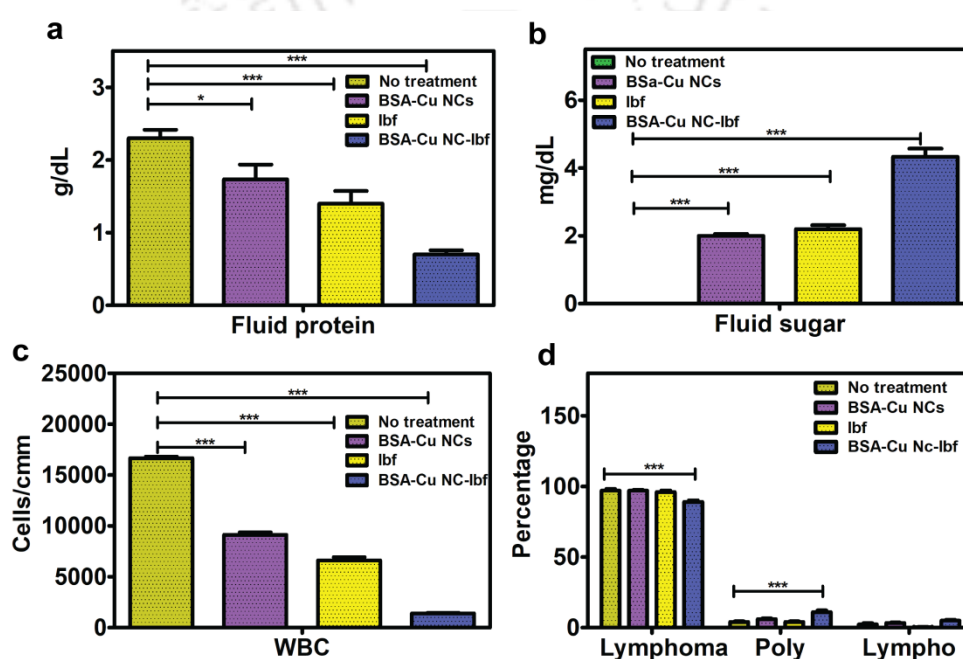 a
***
***
*
No treatment
BSA-Cu NCs
Ibf
BSA-Cu NC-Ibf
g/dL
3
2
1
0
Fluid protein
b
No treatment
BSa-Cu NCs
Ibf
BSA-Cu NC-Ibf
***
***
***
mg/dL
6
4
2
0
Fluid sugar
c
***
***
***
No treatment
BSA-Cu NCs
Ibf
BSA-Cu NC-Ibf
Cells/cmm
25000
20000
15000
10000
5000
0
WBC
d
No treatment
BSA-Cu NCs
Ibf
BSA-Cu Nc-Ibf
***
***
Percentage
150
100
50
0
Lymphoma Poly Lympho